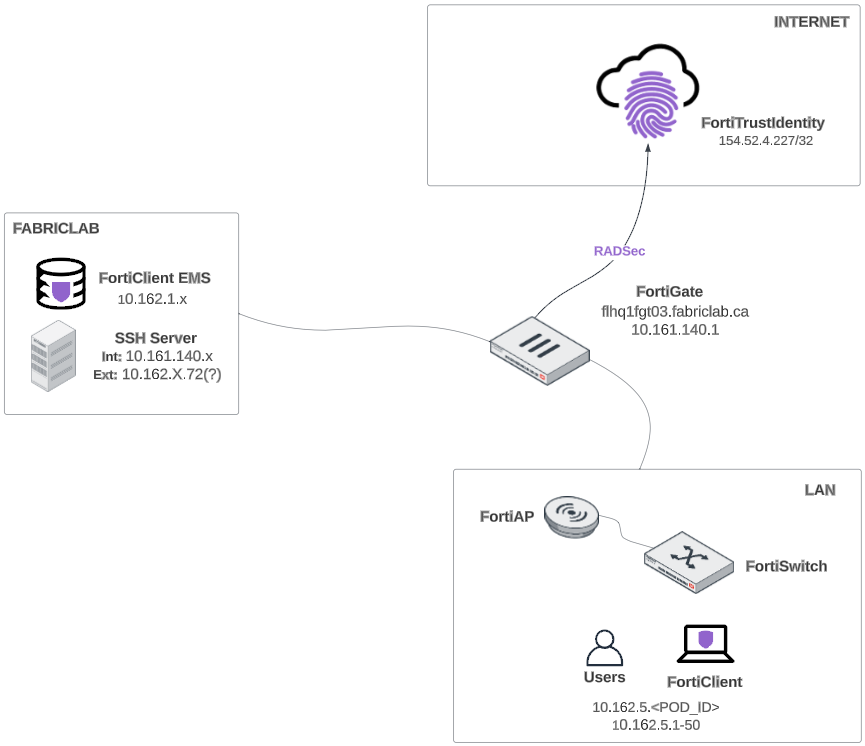 INTERNET
FortiTrustIdentity
154.52.4.227/32
FABRICLAB
FortiClient EMS
10.162.1.x
SSH Server
Int: 10.161.140.x
Ext: 10.162.X.72(?)
RADSec
FortiGate
flhq1fgt03.fabriclab.ca
10.161.140.1
LAN
FortiAP
FortiSwitch
Users
FortiClient
10.162.5.<POD_ID>
10.162.5.1-50